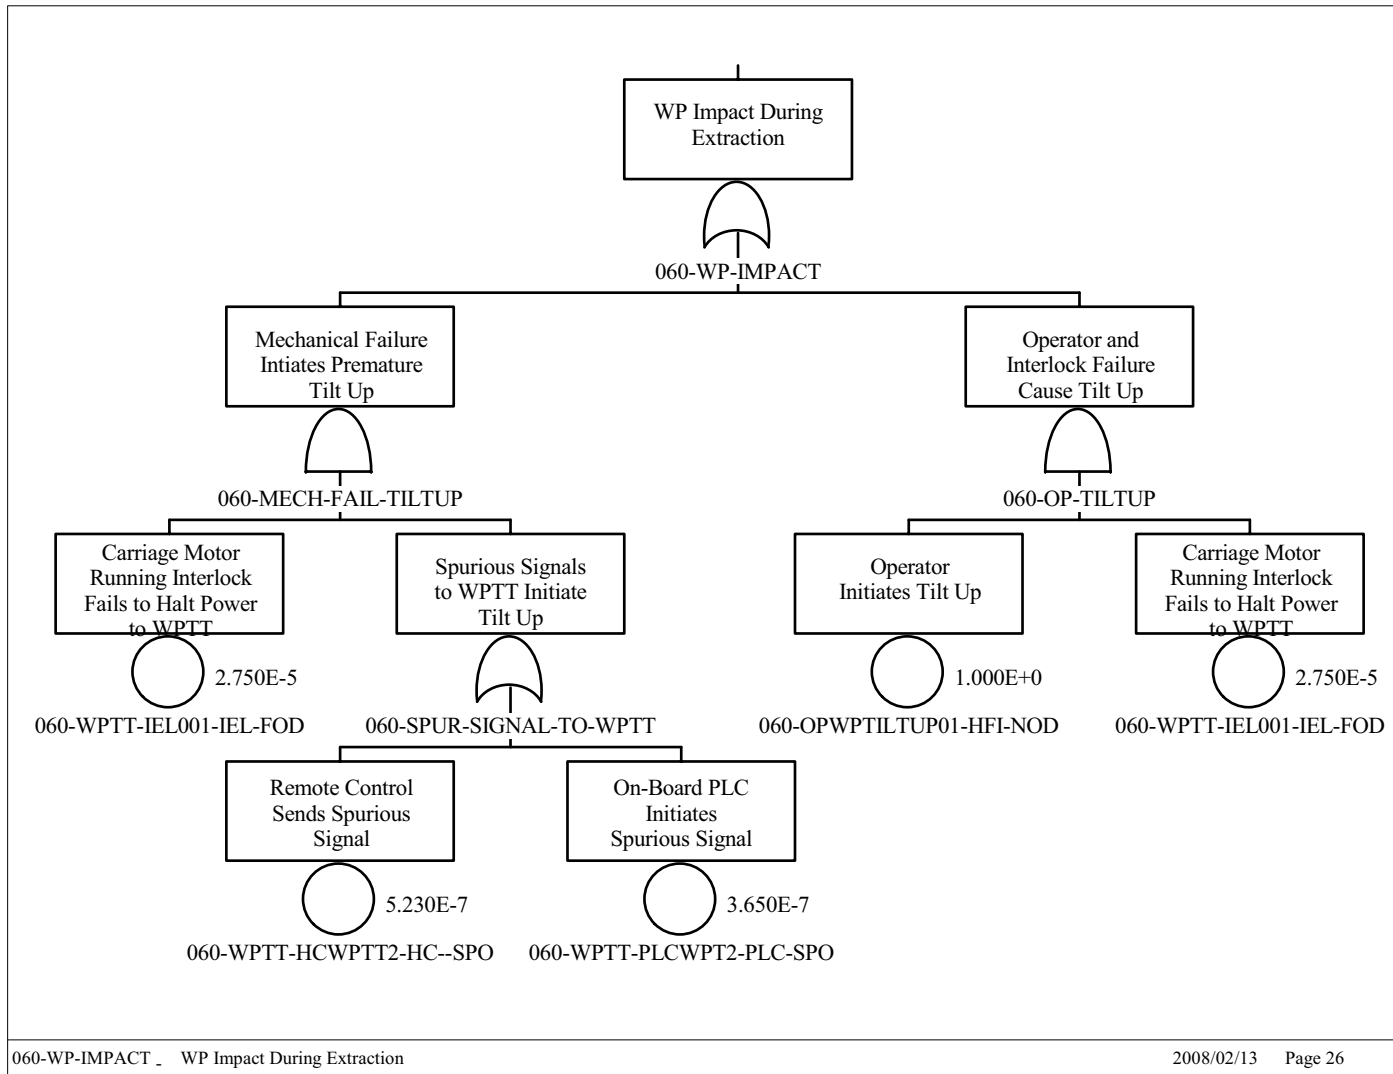 WP Impact During
Extraction
060-WP-IMPACT
Mechanical Failure
Intiates Premature
Tilt Up
Operator and
Interlock Failure
Cause Tilt Up
060-MECH-FAIL-TILTUP
060-OP-TILTUP
Carriage Motor
Running Interlock
Fails to Halt Power
to WPTT
Spurious Signals
to WPTT Initiate
Tilt Up
Operator
Initiates Tilt Up
Carriage Motor
Running Interlock
Fails to Halt Power
to WPTT
2.750E-5
1.000E+0
2.750E-5
060-WPTT-IEL001-IEL-FOD
060-SPUR-SIGNAL-TO-WPTT
060-OPWPTILTUP01-HFI-NOD
060-WPTT-IEL001-IEL-FOD
Remote Control
Sends Spurious
Signal
On-Board PLC
Initiates
Spurious Signal
5.230E-7
3.650E-7
060-WPTT-HCWPTT2-HC--SPO
060-WPTT-PLCWPT2-PLC-SPO
060-WP-IMPACT _ WP Impact During Extraction
2008/02/13 Page 26